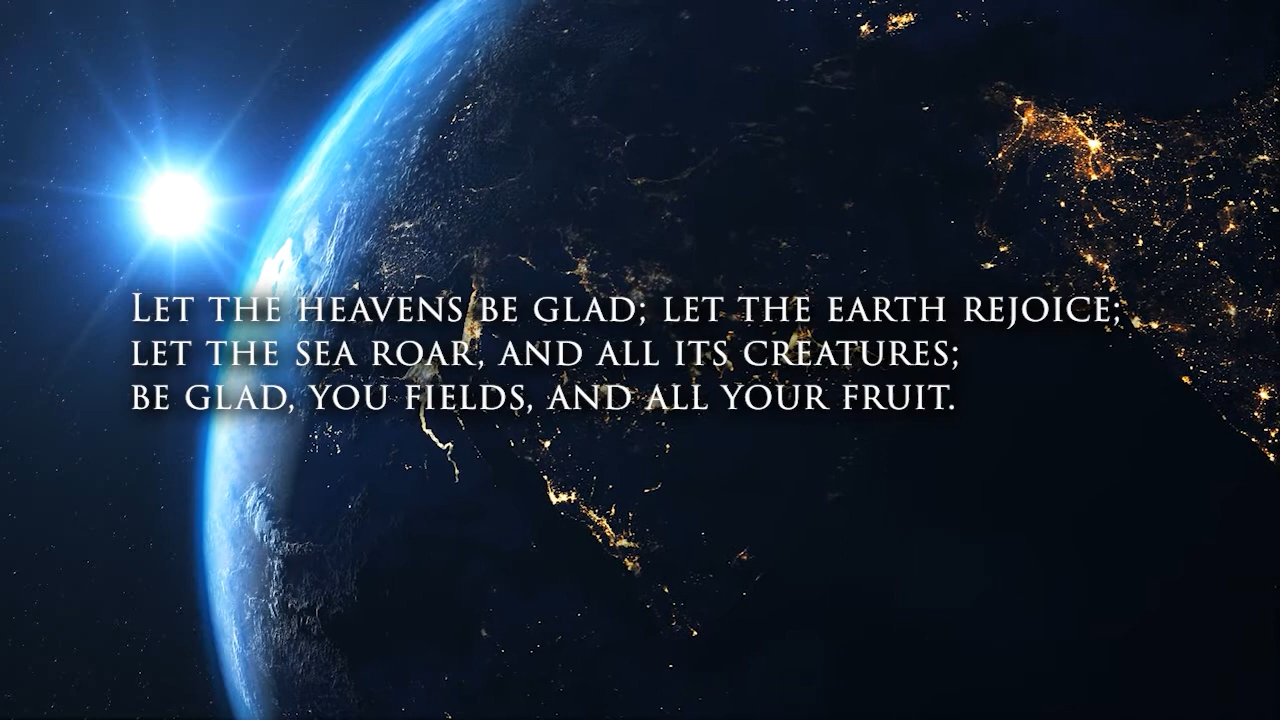 Let the heavens be glad; let the earth rejoice;
let the sea roar, and all its creatures;
be glad, you fields, and all your fruit.